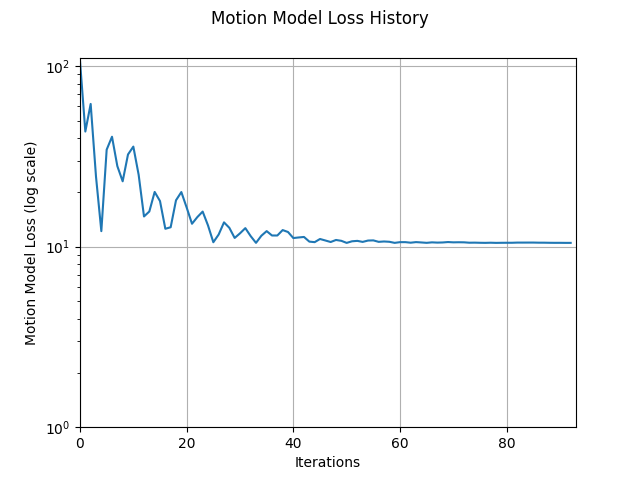 Motion Model Loss History
Motion Model Loss (log scale)
10²
10¹
10⁰
0 20 40 60 80
Iterations